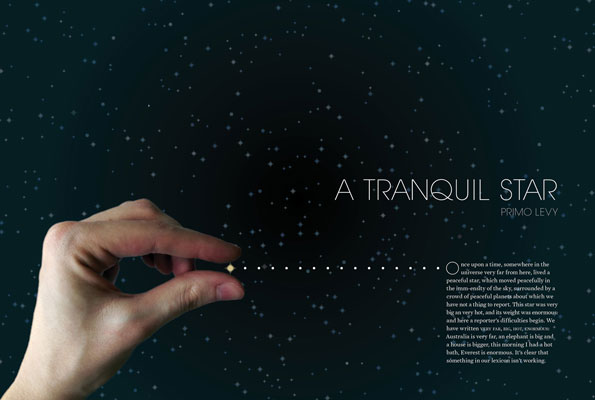 A TRANQUIL STAR
PRIMO LEVY
Once upon a time, somewhere in the
universe very far from here, lived a
peaceful star, which moved peacefully in
the imm-ensity of the sky, surrounded by a
crowd of peaceful planets about which we
have not a thing to report. This star was very
big an very hot, and its weight was enormous:
and here a reporter's difficulties begin. We
have written VERY FAR, BIG, HOT, ENORMOUS:
Australia is very far, an elephant is big and
a house is bigger, this morning I had a hot
bath, Everest is enormous. It's clear that
something in our lexicon isn't working.